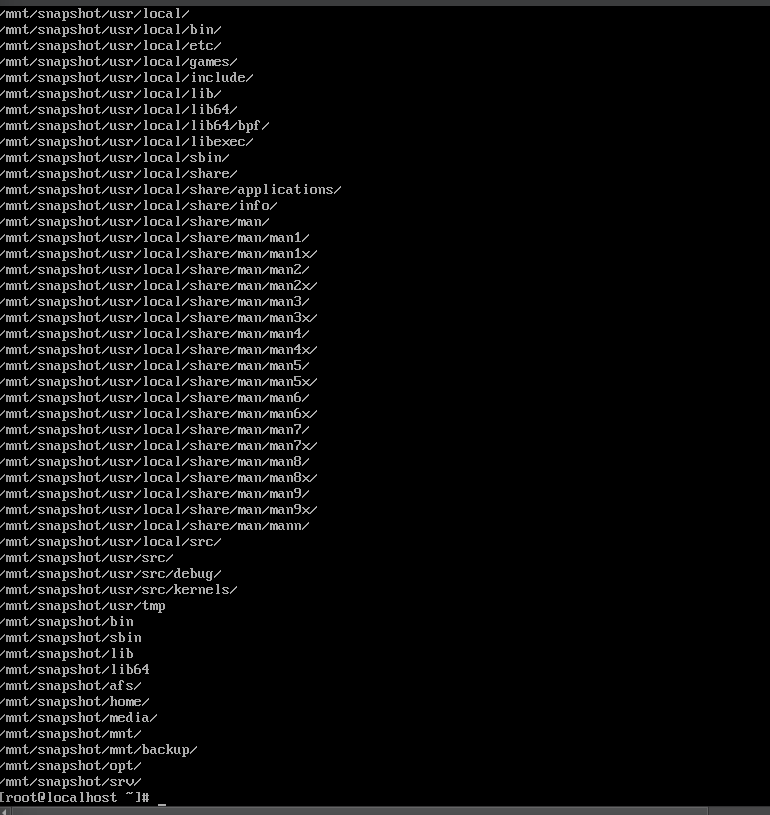 /mnt/snapshot/usr/local/
/mnt/snapshot/usr/local/bin/
/mnt/snapshot/usr/local/etc/
/mnt/snapshot/usr/local/games/
/mnt/snapshot/usr/local/include/
/mnt/snapshot/usr/local/lib/
/mnt/snapshot/usr/local/lib64/
/mnt/snapshot/usr/local/lib64/bpf/
/mnt/snapshot/usr/local/libexec/
/mnt/snapshot/usr/local/sbin/
/mnt/snapshot/usr/local/share/
/mnt/snapshot/usr/local/share/applications/
/mnt/snapshot/usr/local/share/info/
/mnt/snapshot/usr/local/share/man/
/mnt/snapshot/usr/local/share/man/man1/
/mnt/snapshot/usr/local/share/man/man1x/
/mnt/snapshot/usr/local/share/man/man2/
/mnt/snapshot/usr/local/share/man/man2x/
/mnt/snapshot/usr/local/share/man/man3/
/mnt/snapshot/usr/local/share/man/man3x/
/mnt/snapshot/usr/local/share/man/man4/
/mnt/snapshot/usr/local/share/man/man4x/
/mnt/snapshot/usr/local/share/man/man5/
/mnt/snapshot/usr/local/share/man/man5x/
/mnt/snapshot/usr/local/share/man/man6/
/mnt/snapshot/usr/local/share/man/man6x/
/mnt/snapshot/usr/local/share/man/man7/
/mnt/snapshot/usr/local/share/man/man7x/
/mnt/snapshot/usr/local/share/man/man8/
/mnt/snapshot/usr/local/share/man/man8x/
/mnt/snapshot/usr/local/share/man/man9/
/mnt/snapshot/usr/local/share/man/man9x/
/mnt/snapshot/usr/local/share/man/mann/
/mnt/snapshot/usr/local/src/
/mnt/snapshot/usr/src/
/mnt/snapshot/usr/src/debug/
/mnt/snapshot/usr/src/kernels/
/mnt/snapshot/usr/tmp
/mnt/snapshot/bin
/mnt/snapshot/sbin
/mnt/snapshot/lib
/mnt/snapshot/lib64
/mnt/snapshot/afs/
/mnt/snapshot/home/
/mnt/snapshot/media/
/mnt/snapshot/mnt/
/mnt/snapshot/mnt/backup/
/mnt/snapshot/opt/
/mnt/snapshot/srv/
[root@localhost ~]# _